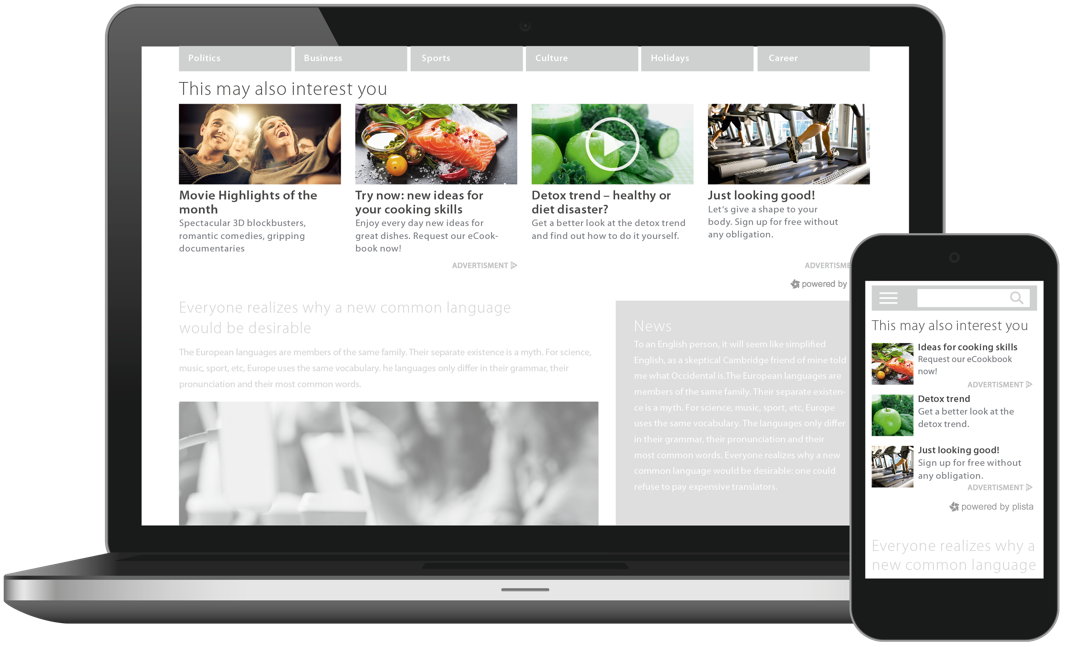 Politics
Business
Sports
Culture
Holidays
Career
This may also interest you
Movie Highlights of the
month
Spectacular 3D blockbusters,
romantic comedies, gripping
documentaries
Try now: new ideas for
your cooking skills
Enjoy every day new ideas for
great dishes. Request our eCook-
book now!
ADVERTISMENT
Detox trend – healthy or
diet disaster?
Get a better look at the detox trend
and find out how to do it yourself.
Just looking good!
Let's give a shape to your
body. Sign up for free without
any obligation.
ADVERTISM
powered by
Everyone realizes why a new common language
would be desirable
The European languages are members of the same family. Their separate existence is a myth. For science,
music, sport, etc, Europe uses the same vocabulary. he languages only differ in their grammar, their
pronunciation and their most common words.
News
To an English person, it will seem like simplified
English, as a skeptical Cambridge friend of mine told
me what Occidental is.The European languages are
members of the same family. Their separate existen-
ce is a myth. For science, music, sport, etc, Europe
uses the same vocabulary. The languages only differ
in their grammar, their pronunciation and their
most common words. Everyone realizes why a new
common language would be desirable: one could
refuse to pay expensive translators.
This may also interest you
Ideas for cooking skills
Request our eCookbook
now!
ADVERTISMENT
Detox trend
Get a better look at the
detox trend.
Just looking good!
Sign up for free without
any obligation.
ADVERTISMENT
powered by plista
Everyone realizes why a
new common language